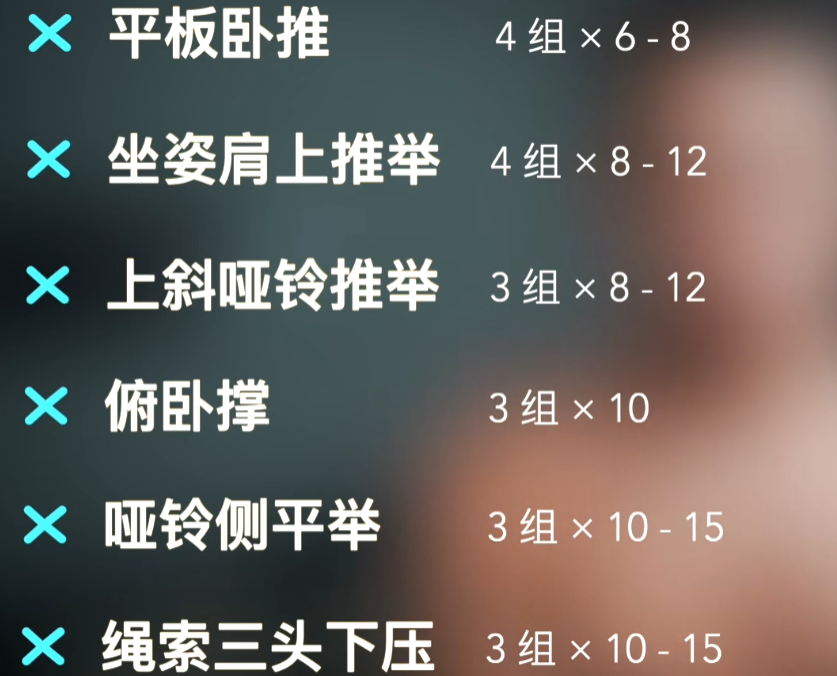 平板卧推 4 组 × 6 - 8
坐姿肩上推举 4 组 × 8 - 12
上斜哑铃推举 3 组 × 8 - 12
俯卧撑 3 组 × 10
哑铃侧平举 3 组 × 10 - 15
绳索三头下压 3 组 × 10 - 15